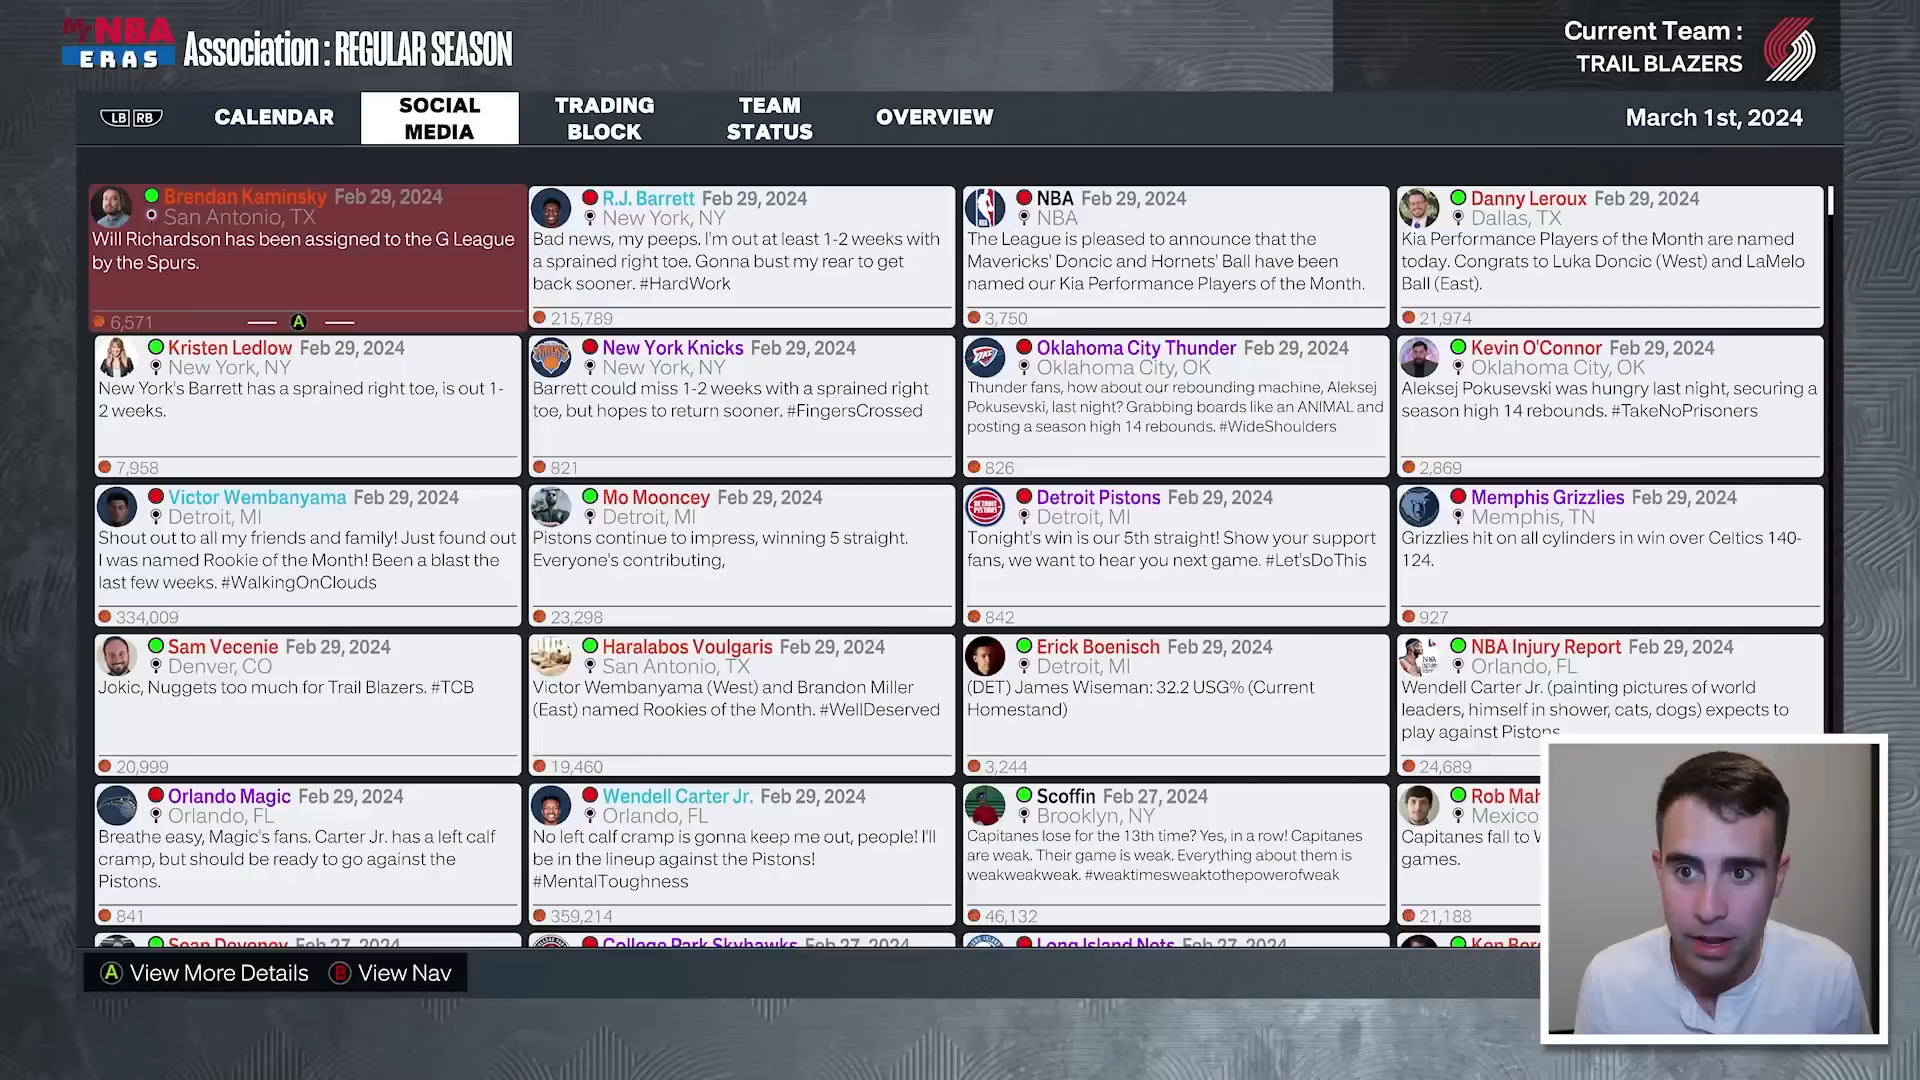 My NBA
ERAS
Association : REGULAR SEASON
Current Team :
TRAIL BLAZERS
LB RB
CALENDAR
SOCIAL
MEDIA
TRADING
BLOCK
TEAM
STATUS
OVERVIEW
March 1st, 2024
Brendan Kaminsky Feb 29, 2024
San Antonio, TX
Will Richardson has been assigned to the G League
by the Spurs.
6,571
A
R.J. Barrett Feb 29, 2024
New York, NY
Bad news, my peeps. I'm out at least 1-2 weeks with
a sprained right toe. Gonna bust my rear to get
back sooner. #HardWork
215,789
NBA Feb 29, 2024
NBA
The League is pleased to announce that the
Mavericks' Doncic and Hornets' Ball have been
named our Kia Performance Players of the Month.
3,750
Danny Leroux Feb 29, 2024
Dallas, TX
Kia Performance Players of the Month are named
today. Congrats to Luka Doncic (West) and LaMelo
Ball (East).
21,974
Kristen Ledlow Feb 29, 2024
New York, NY
New York's Barrett has a sprained right toe, is out 1-
2 weeks.
7,958
New York Knicks Feb 29, 2024
New York, NY
Barrett could miss 1-2 weeks with a sprained right
toe, but hopes to return sooner. #FingersCrossed
821
Oklahoma City Thunder Feb 29, 2024
Oklahoma City, OK
Thunder fans, how about our rebounding machine, Aleksej
Pokusevski, last night? Grabbing boards like an ANIMAL and
posting a season high 14 rebounds. #WideShoulders
826
Kevin O'Connor Feb 29, 2024
Oklahoma City, OK
Aleksej Pokusevski was hungry last night, securing a
season high 14 rebounds. #TakeNoPrisoners
2,869
Victor Wembanyama Feb 29, 2024
Detroit, MI
Shout out to all my friends and family! Just found out
I was named Rookie of the Month! Been a blast the
last few weeks. #WalkingOnClouds
334,009
Mo Mooncey Feb 29, 2024
Detroit, MI
Pistons continue to impress, winning 5 straight.
Everyone's contributing,
23,298
Detroit Pistons Feb 29, 2024
Detroit, MI
Tonight's win is our 5th straight! Show your support
fans, we want to hear you next game. #Let'sDoThis
842
Memphis Grizzlies Feb 29, 2024
Memphis, TN
Grizzlies hit on all cylinders in win over Celtics 140-
124.
927
Sam Vecenie Feb 29, 2024
Denver, CO
Jokic, Nuggets too much for Trail Blazers. #TCB
20,999
Haralabos Voulgaris Feb 29, 2024
San Antonio, TX
Victor Wembanyama (West) and Brandon Miller
(East) named Rookies of the Month. #WellDeserved
19,460
Erick Boenisch Feb 29, 2024
Detroit, MI
(DET) James Wiseman: 32.2 USG% (Current
Homestand)
3,244
NBA Injury Report Feb 29, 2024
Orlando, FL
Wendell Carter Jr. (painting pictures of world
leaders, himself in shower, cats, dogs) expects to
play against Pistons.
24,689
Orlando Magic Feb 29, 2024
Orlando, FL
Breathe easy, Magic's fans. Carter Jr. has a left calf
cramp, but should be ready to go against the
Pistons.
841
Wendell Carter Jr. Feb 29, 2024
Orlando, FL
No left calf cramp is gonna keep me out, people! I'll
be in the lineup against the Pistons!
#MentalToughness
359,214
Scoffin Feb 27, 2024
Brooklyn, NY
Capitanes lose for the 13th time? Yes, in a row! Capitanes
are weak. Their game is weak. Everything about them is
weakweakweak. #weaktimesweaktothepowerofweak
46,132
Rob Mah
Mexico
Capitanes fall to
games.
21,188
Sean Deveney Feb 27, 2024
College Park Skyhawks Feb 27, 2024
Long Island Nets Feb 27, 2024
Ken
A View More Details B View Nav